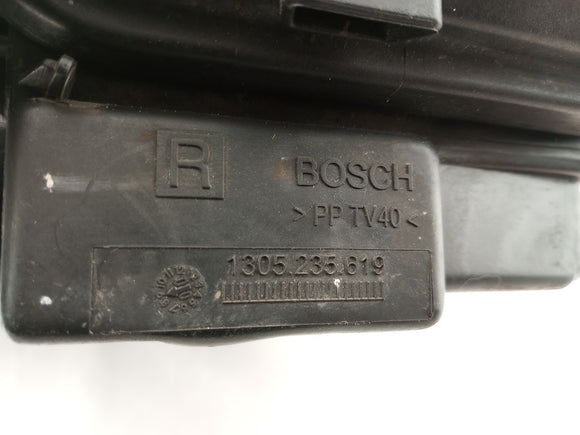 R
BOSCH
> PP TV40 <
1305.235.619